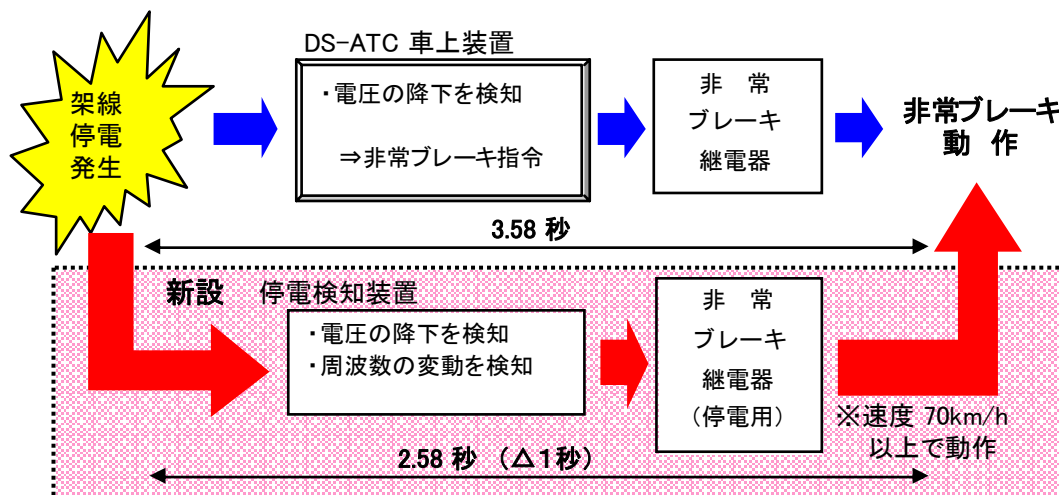 DS-ATC 車上装置
架線
停電
発生
・電圧の降下を検知
⇒非常ブレーキ指令
非 常
ブレーキ
継電器
非常ブレーキ
動 作
3.58 秒
新設 停電検知装置
・電圧の降下を検知
・周波数の変動を検知
非 常
ブレーキ
継電器
(停電用)
※速度 70km/h
以上で動作
2.58 秒 (△1秒)